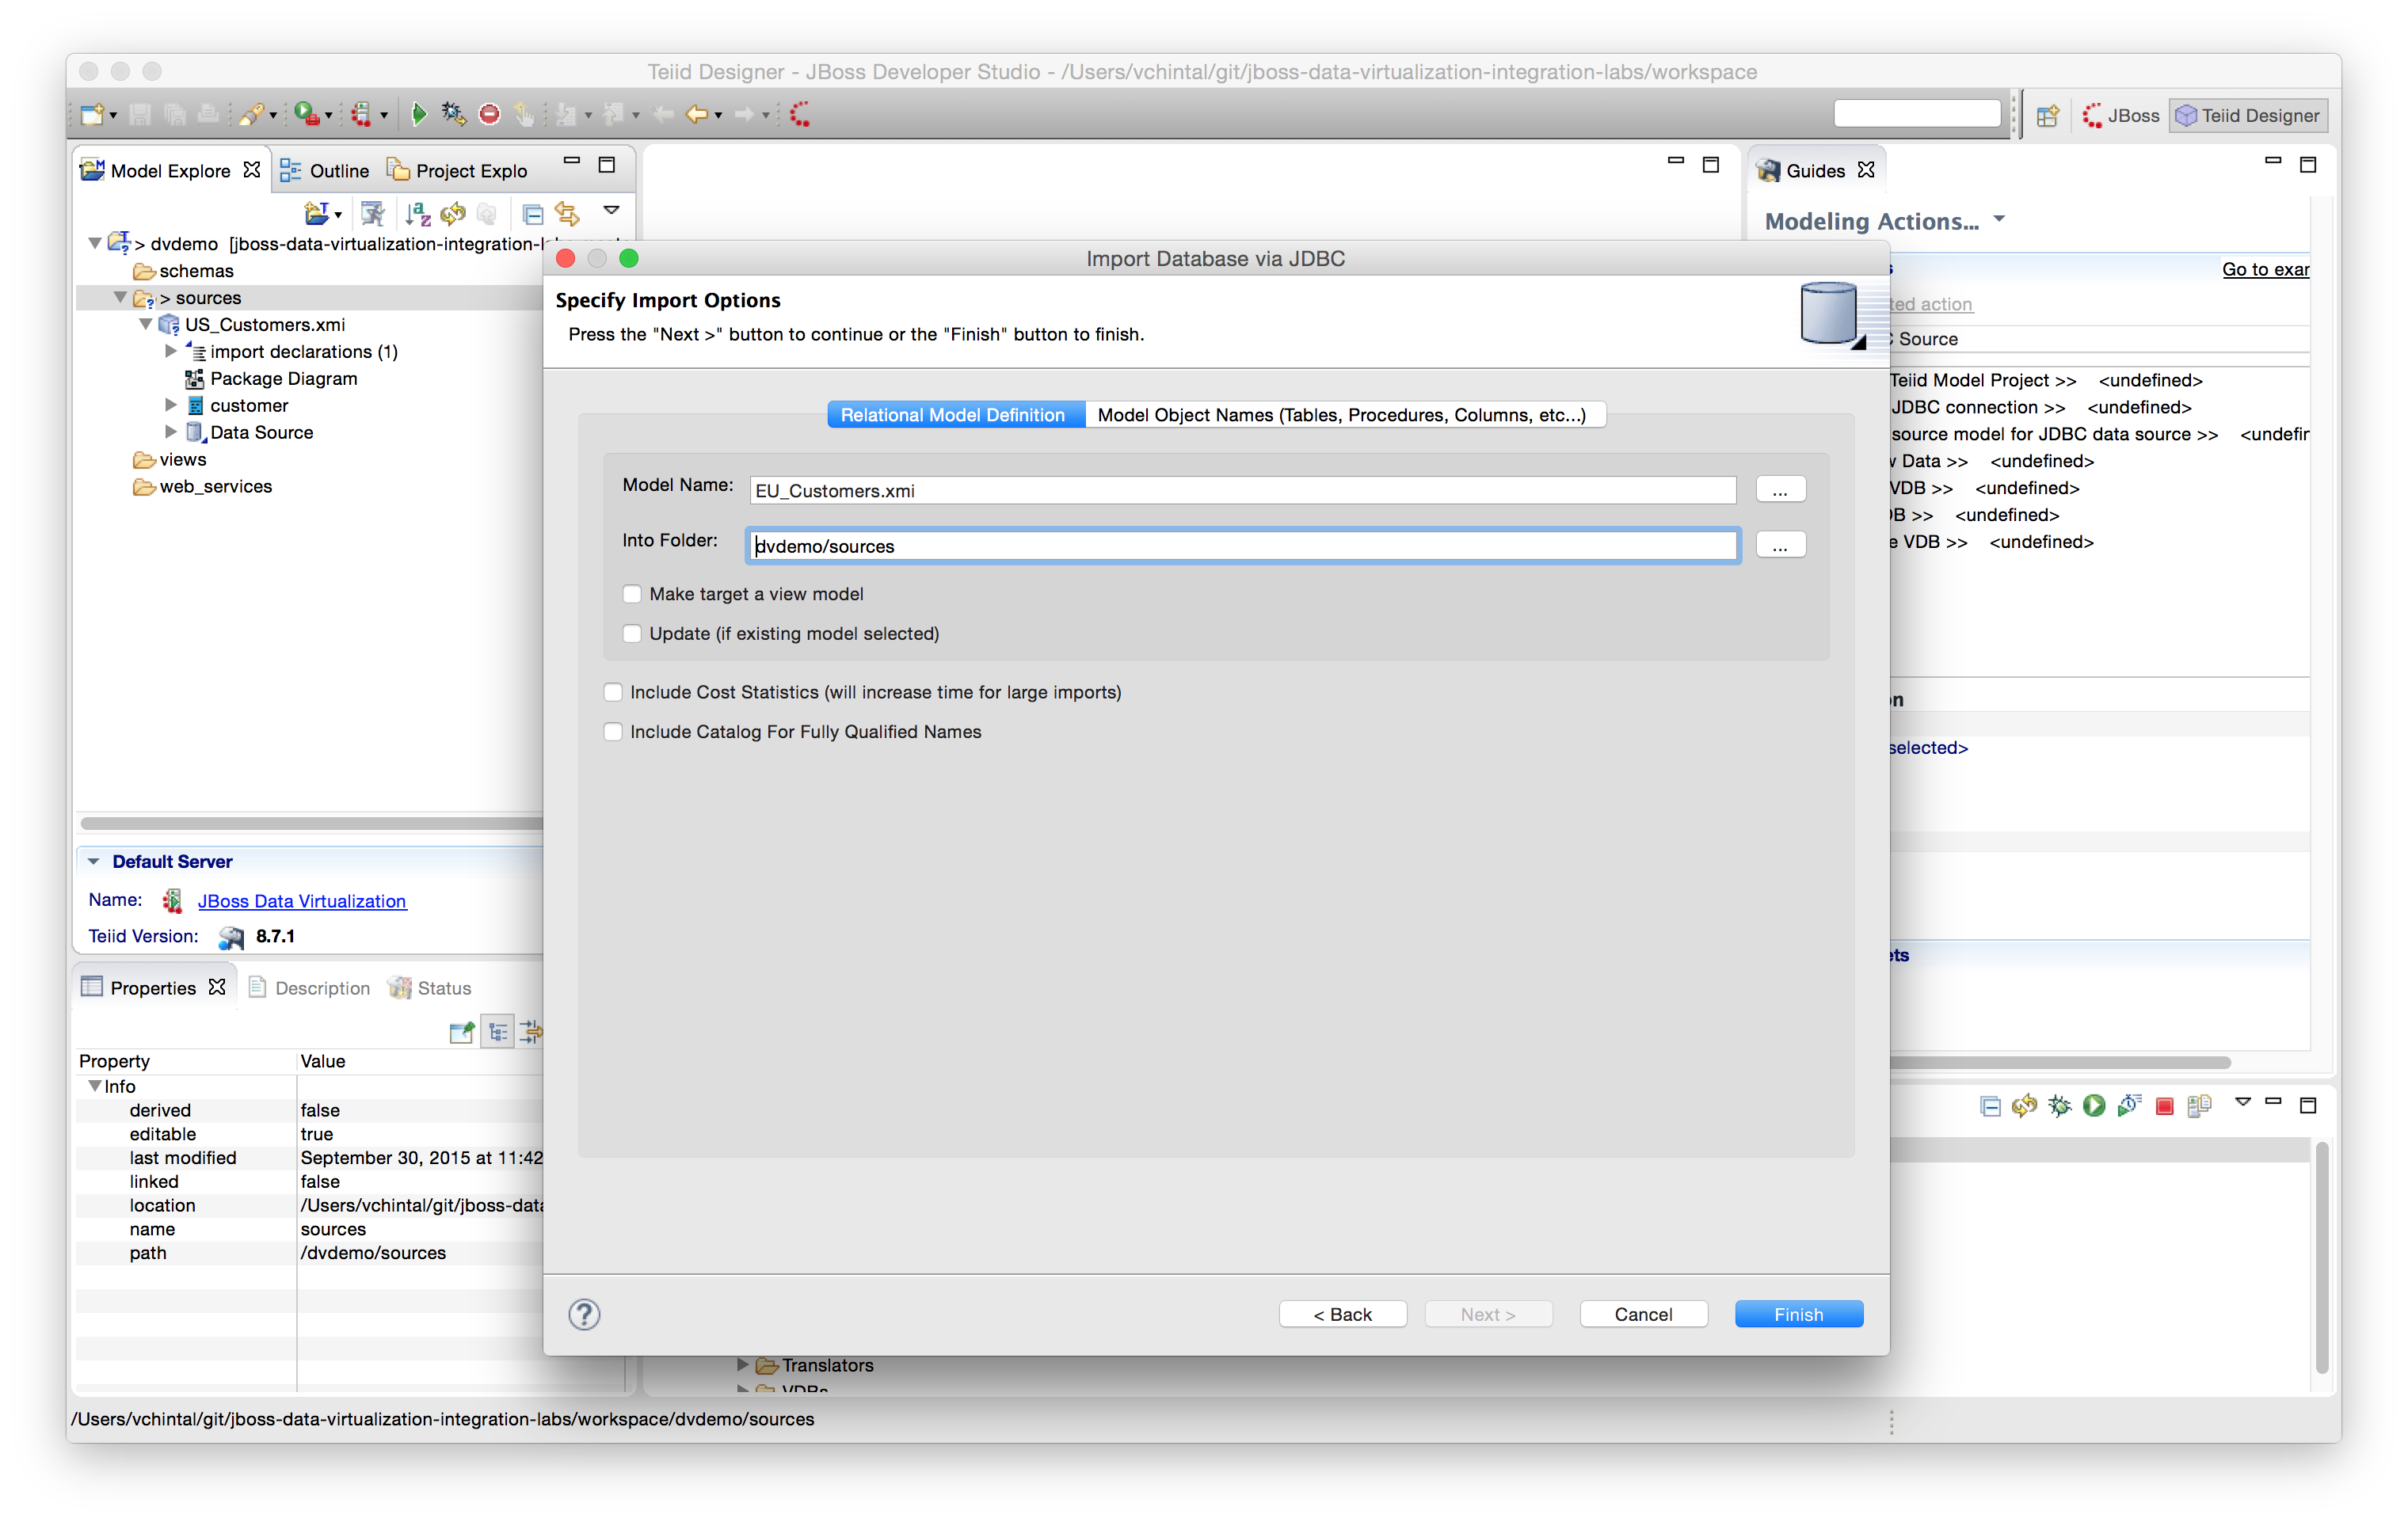 Teiid Designer - JBoss Developer Studio - /Users/vchintal/git/jboss-data-virtualization-integration-labs/workspace
JBoss
Teiid Designer
Model Explore
Outline
Project Explo
> dvdemo [jboss-data-virtualization-integration-l
schemas
> sources
US_Customers.xmi
import declarations (1)
Package Diagram
customer
Data Source
views
web_services
Default Server
Name: JBoss Data Virtualization
Teiid Version: 8.7.1
Properties
Description
Status
Property Value
Info
derived false
editable true
last modified September 30, 2015 at 11:42
linked false
location /Users/vchintal/git/jboss-data
name sources
path /dvdemo/sources
Import Database via JDBC
Specify Import Options
Press the "Next >" button to continue or the "Finish" button to finish.
Relational Model Definition
Model Object Names (Tables, Procedures, Columns, etc...)
Model Name: EU_Customers.xmi ...
Into Folder: dvdemo/sources ...
Make target a view model
Update (if existing model selected)
Include Cost Statistics (will increase time for large imports)
Include Catalog For Fully Qualified Names
?
< Back
Next >
Cancel
Finish
Guides
Modeling Actions...
s
Go to exar
ted action
Source
Teiid Model Project >> <undefined>
JDBC connection >> <undefined>
source model for JDBC data source >> <undefir
v Data >> <undefined>
VDB >> <undefined>
B >> <undefined>
e VDB >> <undefined>
n
selected>
ets
Translators
VDBs
/Users/vchintal/git/jboss-data-virtualization-integration-labs/workspace/dvdemo/sources